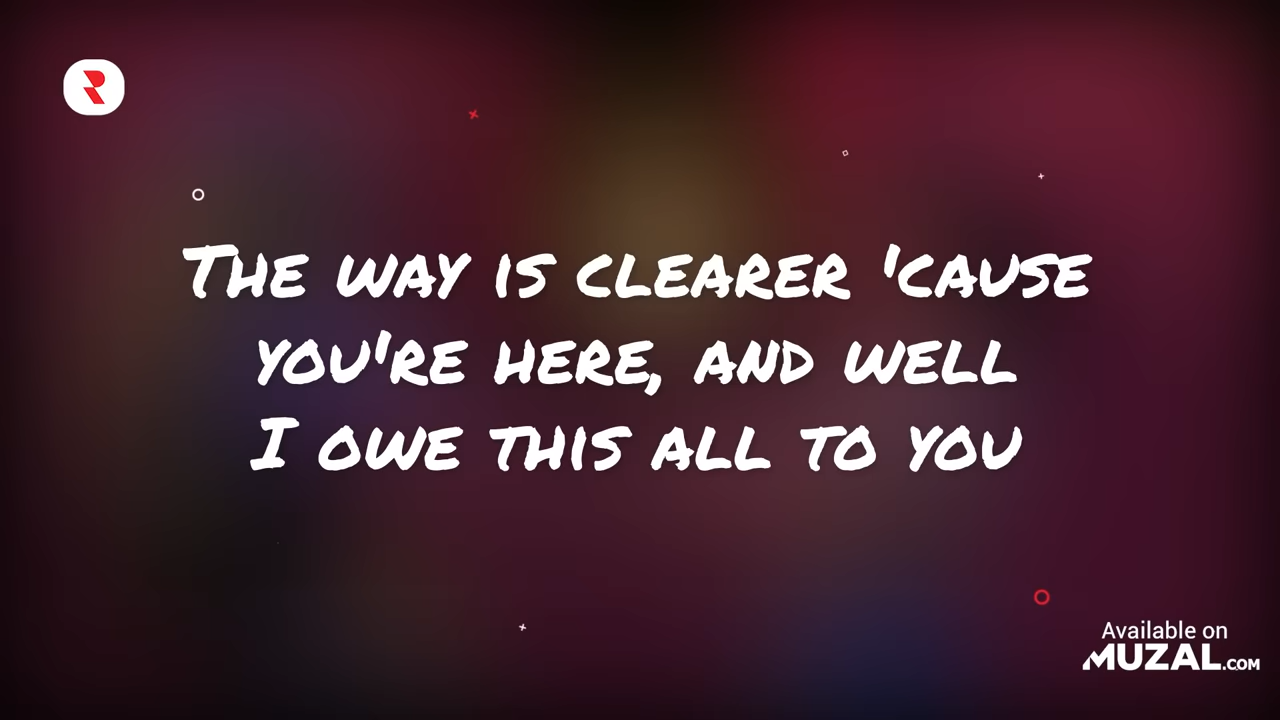 The way is clearer 'cause
you're here, and well
I owe this all to you
Available on
MUZAL.COM